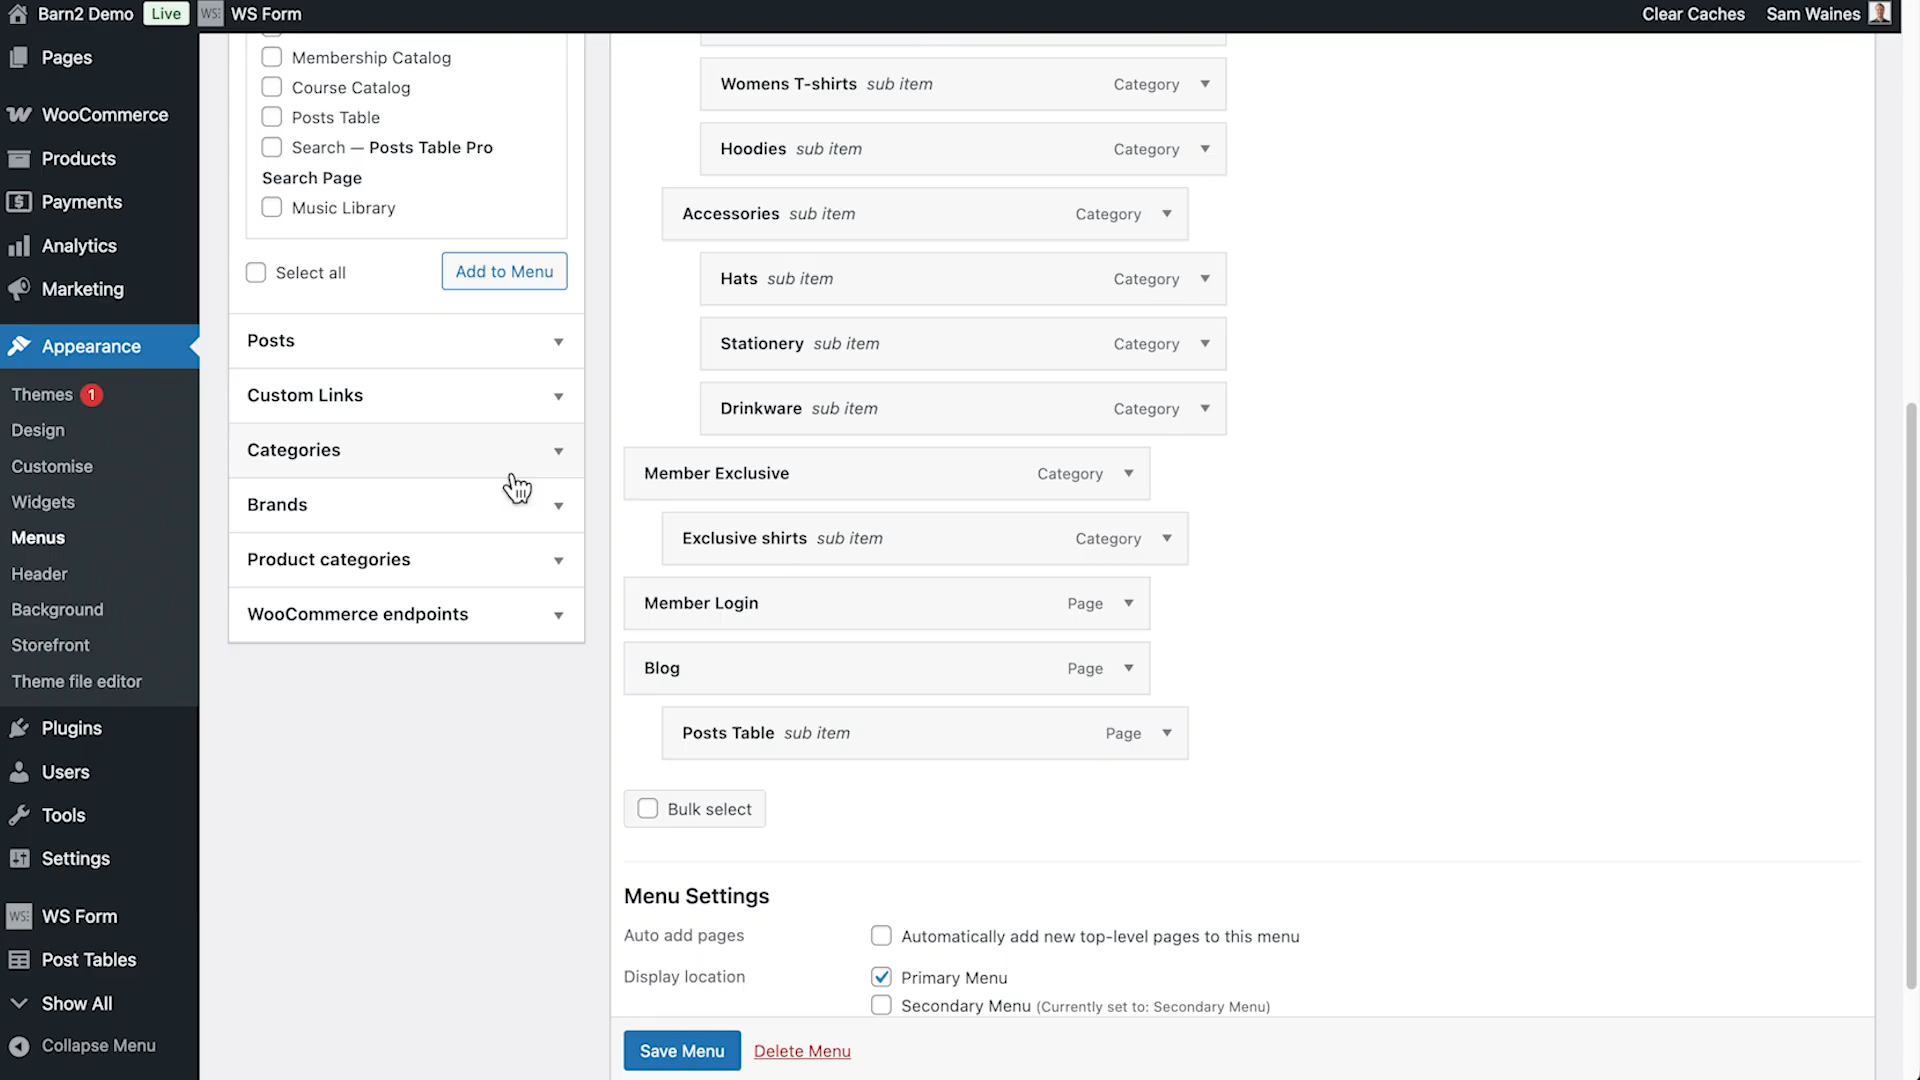 Barn2 Demo Live WS Form Clear Caches Sam Waines
Pages
WooCommerce
Products
Payments
Analytics
Marketing
Appearance
Themes 1
Design
Customise
Widgets
Menus
Header
Background
Storefront
Theme file editor
Plugins
Users
Tools
Settings
WS Form
Post Tables
Show All
Collapse Menu
Membership Catalog
Course Catalog
Posts Table
Search — Posts Table Pro
Search Page
Music Library
Select all Add to Menu
Posts
Custom Links
Categories
Brands
Product categories
WooCommerce endpoints
Womens T-shirts sub item Category
Hoodies sub item Category
Accessories sub item Category
Hats sub item Category
Stationery sub item Category
Drinkware sub item Category
Member Exclusive Category
Exclusive shirts sub item Category
Member Login Page
Blog Page
Posts Table sub item Page
Bulk select
Menu Settings
Auto add pages Automatically add new top-level pages to this menu
Display location Primary Menu
Secondary Menu (Currently set to: Secondary Menu)
Save Menu Delete Menu